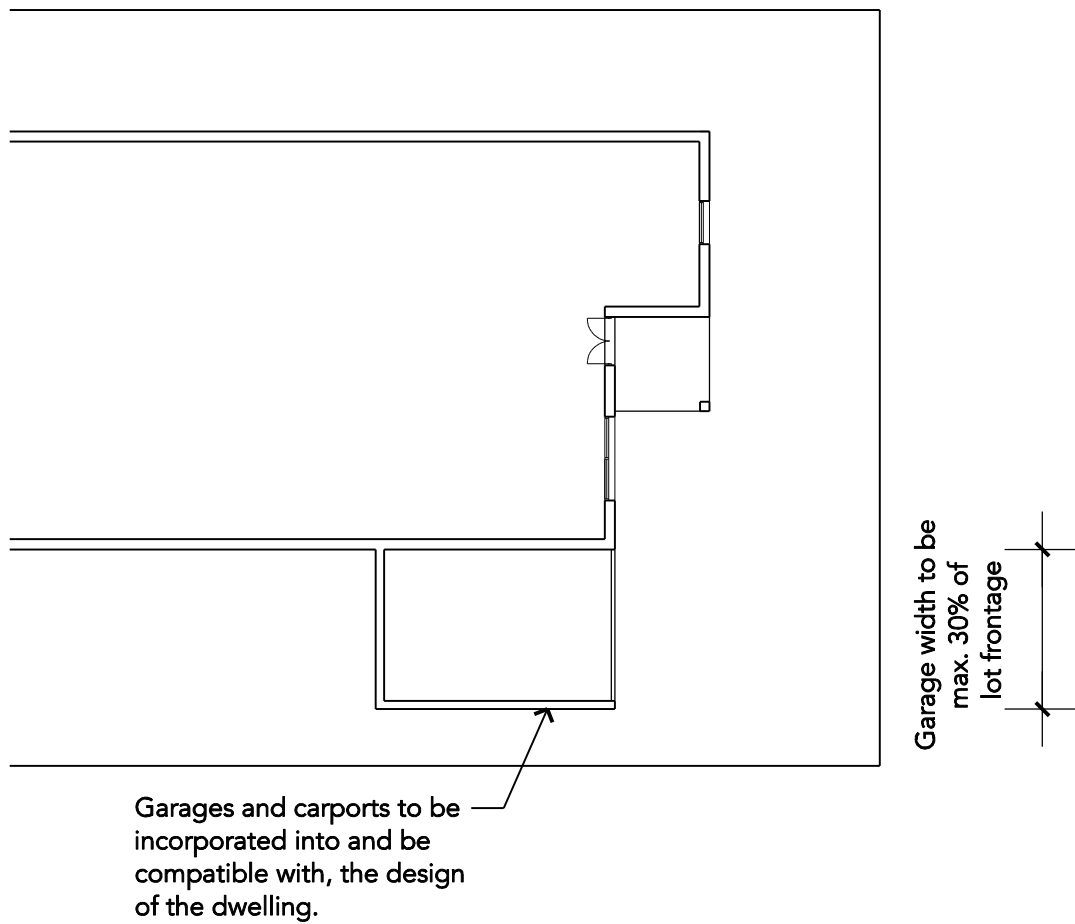 Garage width to be
max. 30% of
lot frontage
Garages and carports to be
incorporated into and be
compatible with, the design
of the dwelling.